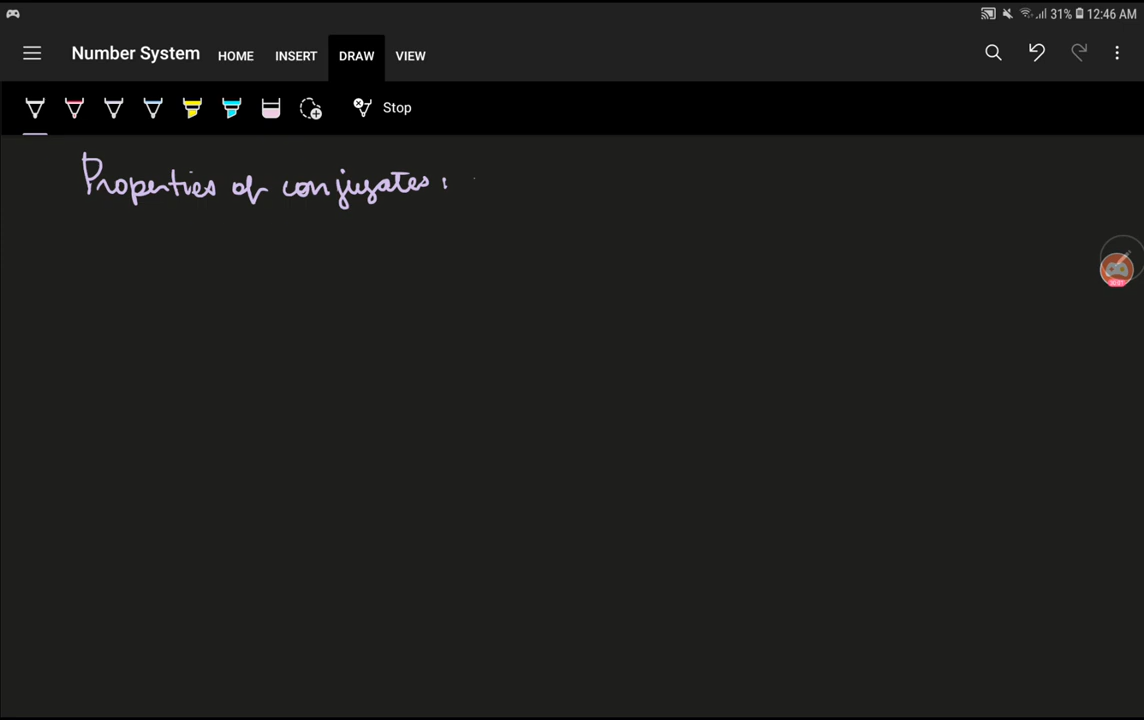 31% 12:46 AM
Number System HOME INSERT DRAW VIEW
Stop
Properties of conjugates: